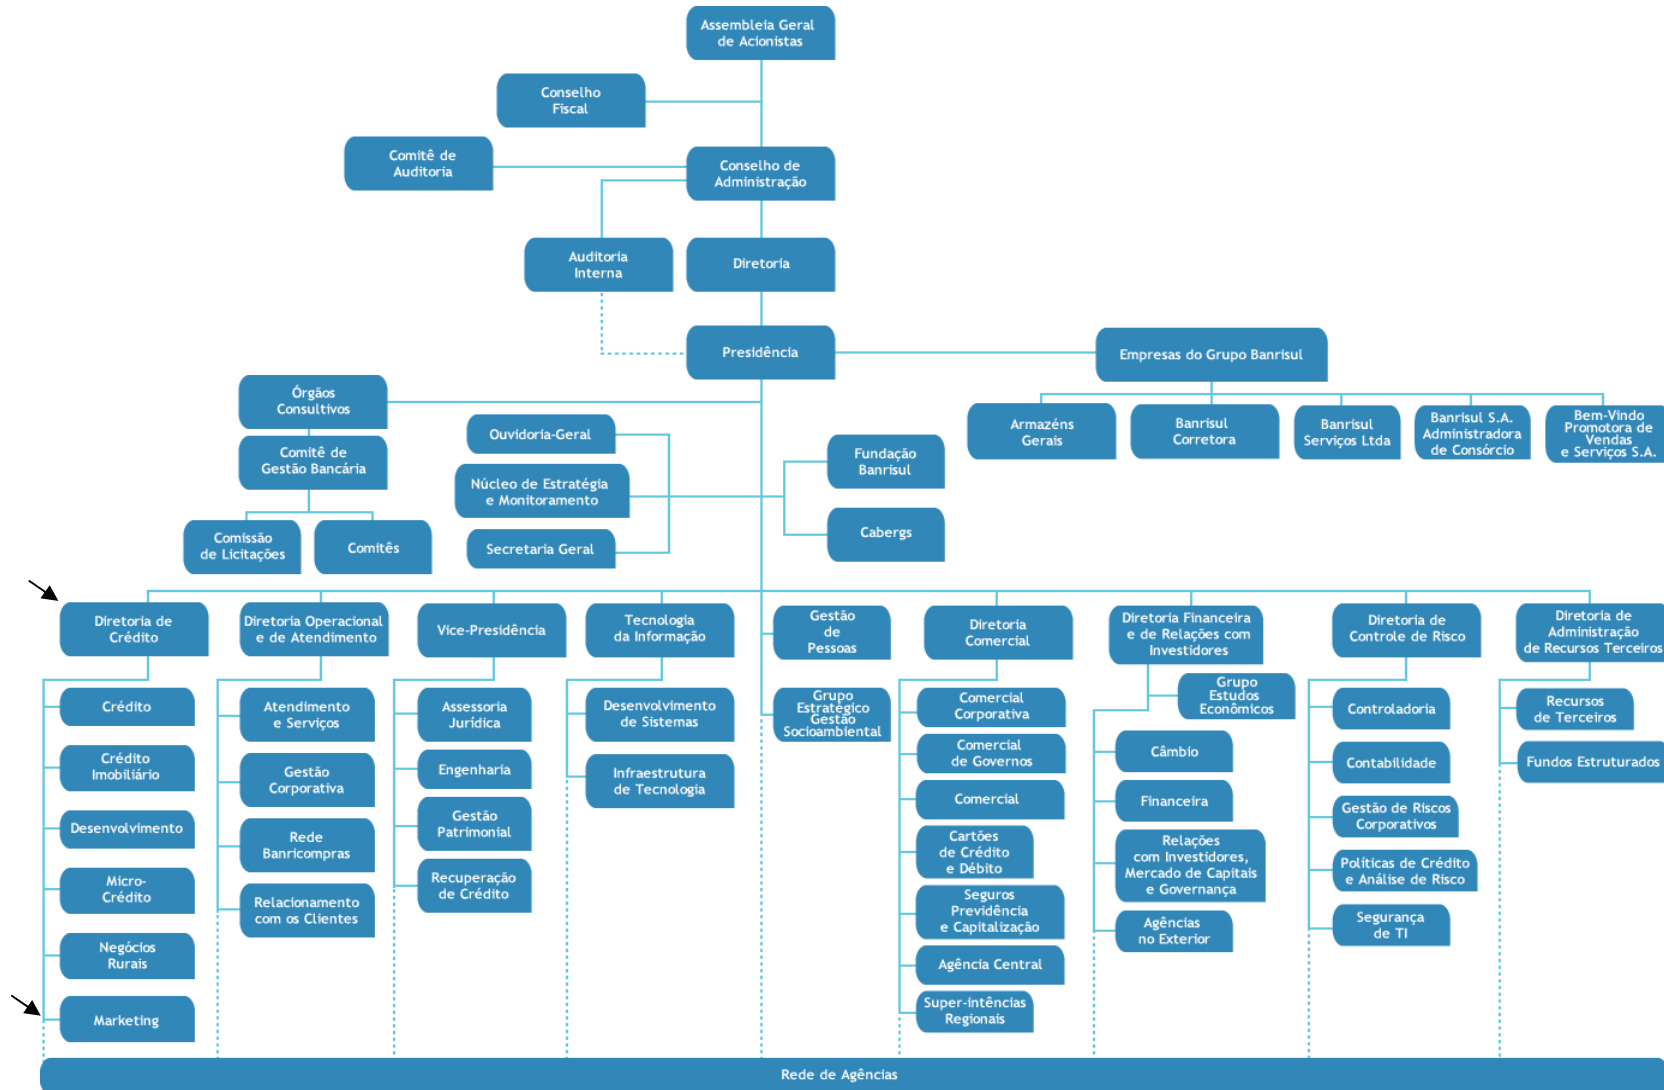 Assembleia Geral
de Acionistas
Conselho
Fiscal
Comitê de
Auditoria
Conselho de
Administração
Auditoria
Interna
Diretoria
Presidência
Empresas do Grupo Banrisul
Órgãos
Consultivos
Comitê de
Gestão Bancária
Comissão
de Licitações
Comitês
Ouvidoria-Geral
Núcleo de Estratégia
e Monitoramento
Secretaria Geral
Fundação
Banrisul
Cabergs
Armazéns
Gerais
Banrisul
Corretora
Banrisul
Serviços Ltda
Banrisul S.A.
Administradora
de Consórcio
Bem-Vindo
Promotora de
Vendas
e Serviços S.A.
Diretoria de
Crédito
Crédito
Crédito
Imobiliário
Desenvolvimento
Micro-
Crédito
Negócios
Rurais
Marketing
Diretoria Operacional
e de Atendimento
Atendimento
e Serviços
Gestão
Corporativa
Rede
Banricompras
Relacionamento
com os Clientes
Vice-Presidência
Assessoria
Jurídica
Engenharia
Gestão
Patrimonial
Recuperação
de Crédito
Tecnologia
da Informação
Desenvolvimento
de Sistemas
Infraestrutura
de Tecnologia
Gestão
de
Pessoas
Grupo
Estratégico
Gestão
Socioambiental
Diretoria
Comercial
Comercial
Corporativa
Comercial
de Governos
Comercial
Cartões
de Crédito
e Débito
Seguros
Previdência
e Capitalização
Agência Central
Super-intências
Regionais
Diretoria Financeira
e de Relações com
Investidores
Grupo
Estudos
Econômicos
Câmbio
Financeira
Relações
com Investidores,
Mercado de Capitais
e Governança
Agências
no Exterior
Diretoria de
Controle de Risco
Controladoria
Contabilidade
Gestão de Riscos
Corporativos
Políticas de Crédito
e Análise de Risco
Segurança
de TI
Diretoria de
Administração
de Recursos Terceiros
Recursos
de Terceiros
Fundos Estruturados
Rede de Agências